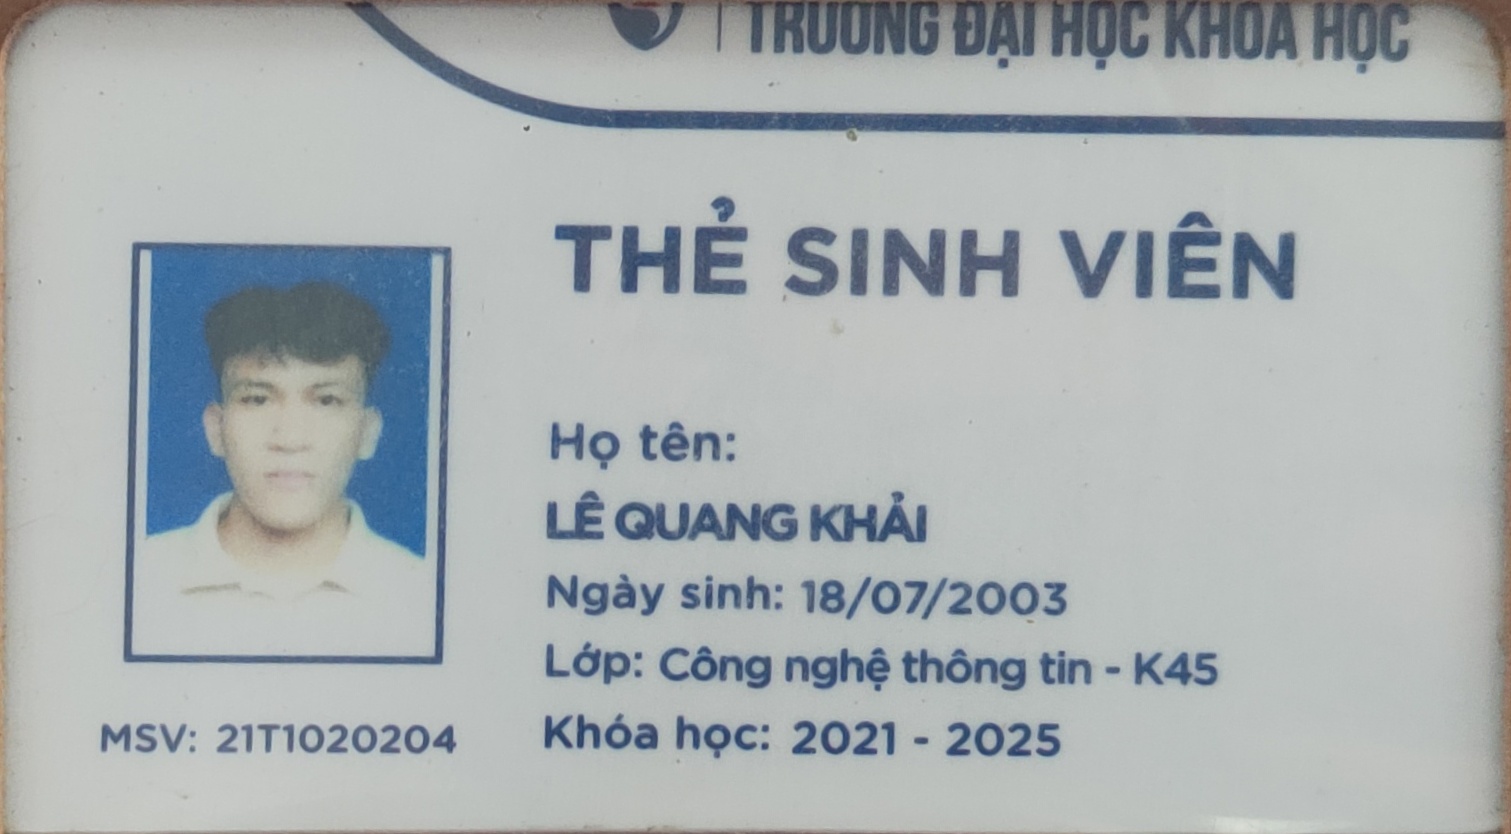 TRƯỜNG ĐẠI HỌC KHOA HỌC
THẺ SINH VIÊN
Họ tên:
LÊ QUANG KHẢI
Ngày sinh: 18/07/2003
Lớp: Công nghệ thông tin - K45
Khóa học: 2021 - 2025
MSV: 21T1020204